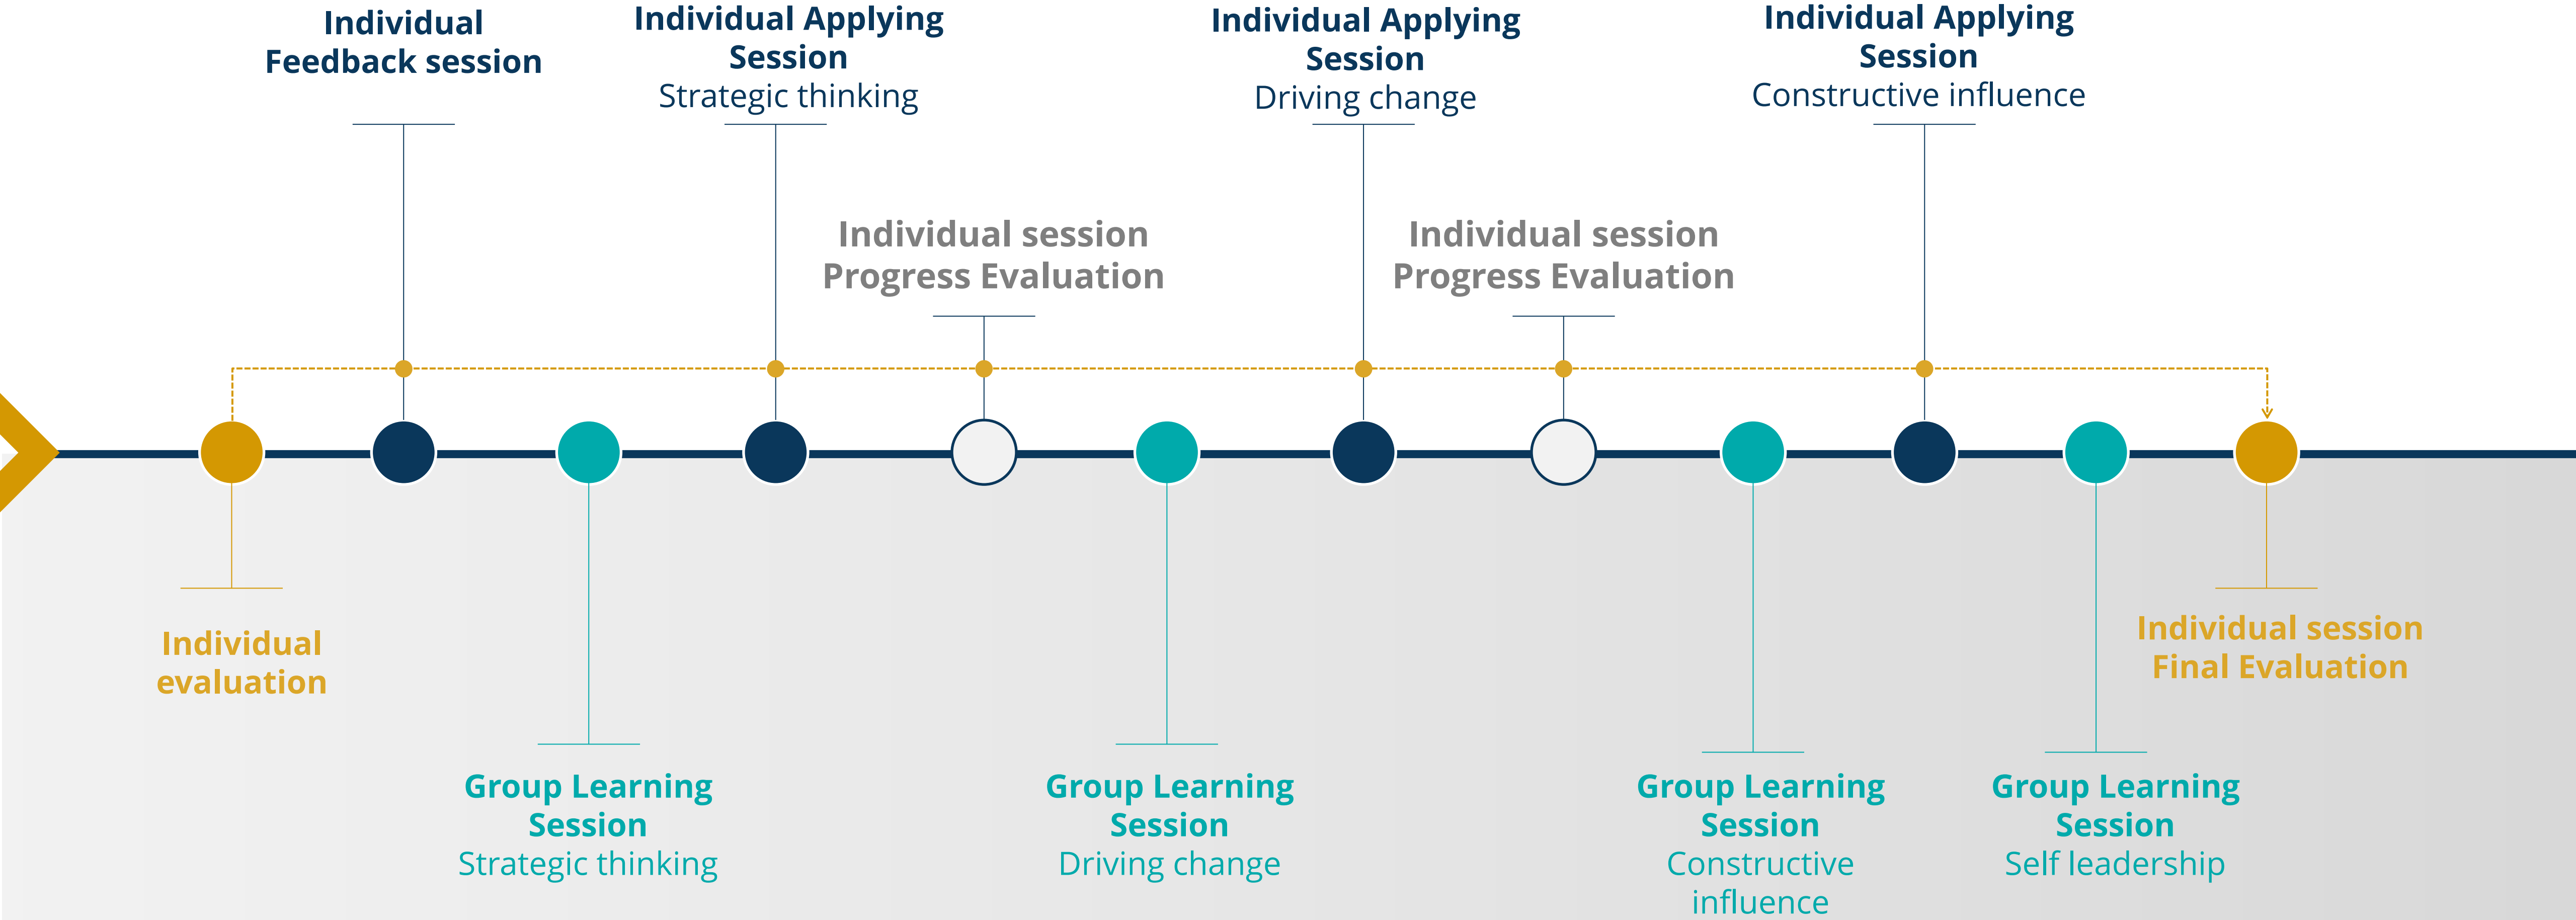 Individual
Feedback session
Individual Applying
Session
Strategic thinking
Individual Applying
Session
Driving change
Individual Applying
Session
Constructive influence
Individual session
Progress Evaluation
Individual session
Progress Evaluation
Individual
evaluation
Individual session
Final Evaluation
Group Learning
Session
Strategic thinking
Group Learning
Session
Driving change
Group Learning
Session
Constructive
influence
Group Learning
Session
Self leadership